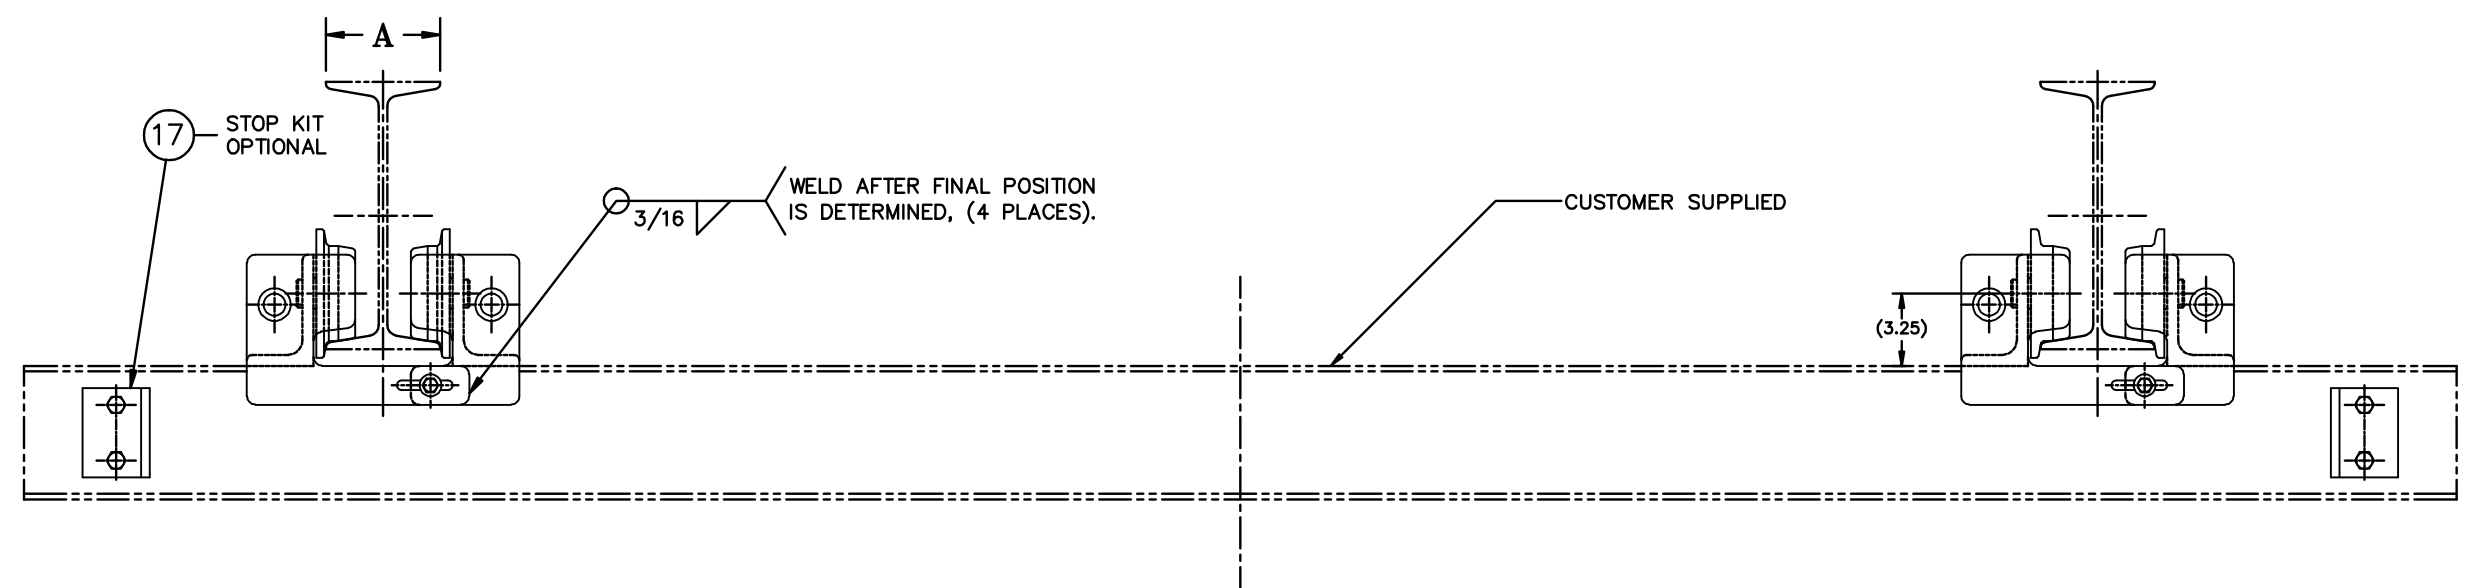 A
17
STOP KIT
OPTIONAL
3/16
WELD AFTER FINAL POSITION
IS DETERMINED, (4 PLACES).
CUSTOMER SUPPLIED
(3.25)